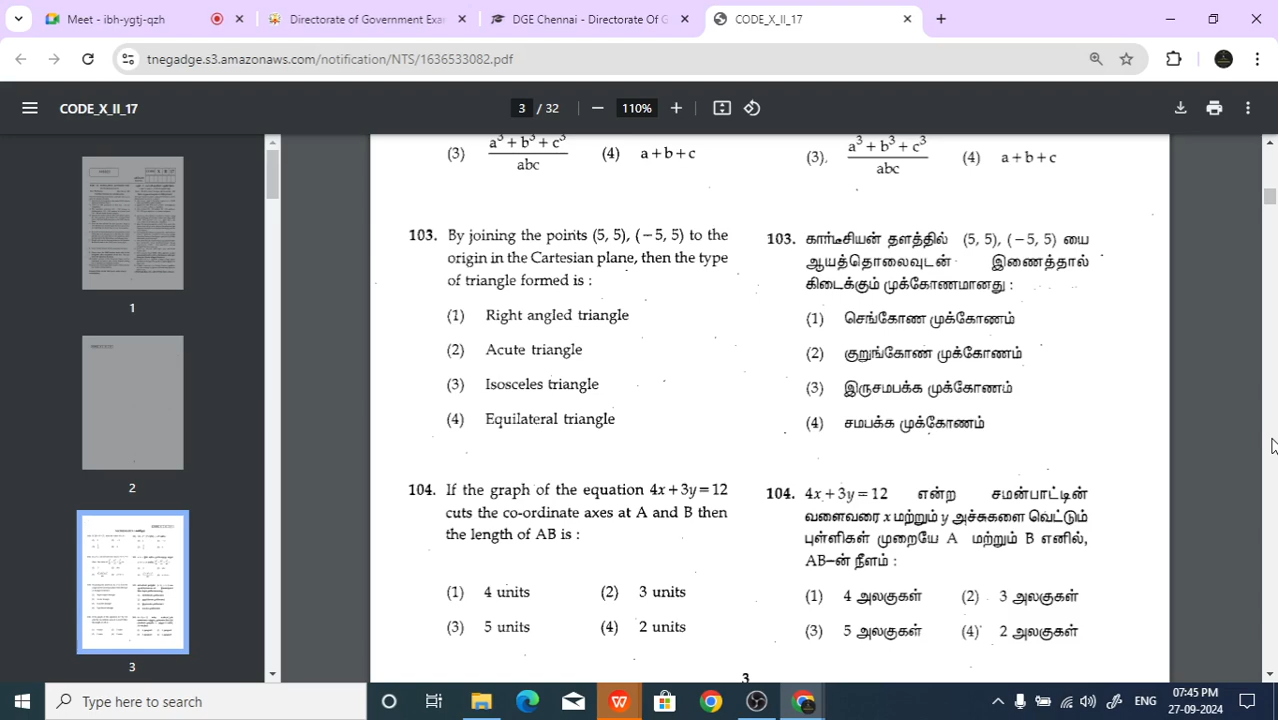 Meet - ibh-ygtj-qzh
Directorate of Government Exa
DGE Chennai - Directorate Of G
CODE_X_II_17
tnegadge.s3.amazonaws.com/notification/NTS/1636533082.pdf
CODE_X_II_17
3 / 32
110%
1
2
3
(3) a³ + b³ + c³ / abc (4) a + b + c
103. By joining the points (5, 5), (−5, 5) to the
origin in the Cartesian plane, then the type
of triangle formed is :
(1) Right angled triangle
(2) Acute triangle
(3) Isosceles triangle
(4) Equilateral triangle
104. If the graph of the equation 4x+3y=12
cuts the co-ordinate axes at A and B then
the length of AB is :
(1) 4 units (2) 3 units
(3) 5 units (4) 2 units
(3) a³ + b³ + c³ / abc (4) a + b + c
103. கார்டீசியன் தளத்தில் (5, 5), (−5, 5) யை
ஆயத்தொலைவுடன் இணைத்தால்
கிடைக்கும் முக்கோணமானது :
(1) செங்கோண முக்கோணம்
(2) குறுங்கோண முக்கோணம்
(3) இருசமபக்க முக்கோணம்
(4) சமபக்க முக்கோணம்
104. 4x+3y=12 என்ற சமன்பாட்டின்
வளைவரை x மற்றும் y அச்சுகளை வெட்டும்
புள்ளிகள் முறையே A மற்றும் B எனில்,
AB–ன் நீளம் :
(1) 4 அலகுகள் (2) 3 அலகுகள்
(3) 5 அலகுகள் (4) 2 அலகுகள்
3
Type here to search
ENG
07:45 PM
27-09-2024